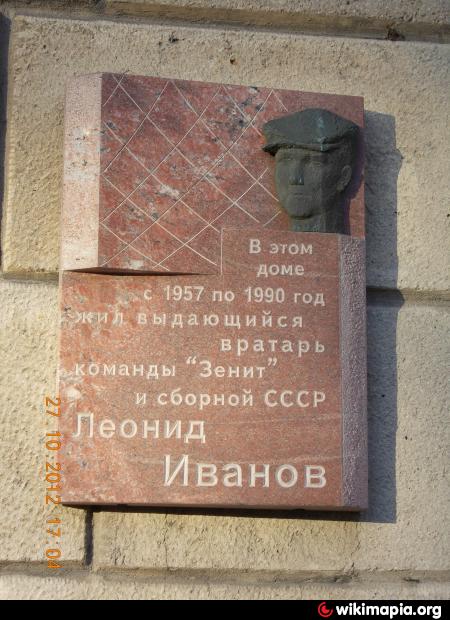 В этом
доме
с 1957 по 1990 год
жил выдающийся
вратарь
команды "Зенит"
и сборной СССР
Леонид
Иванов
27 10 2012 17 04
wikimapia.org